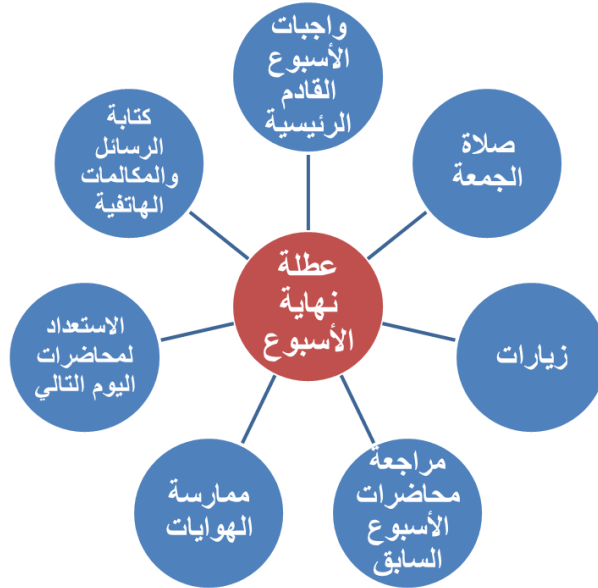 واجبات
الأسبوع
القادم
الرئيسية
صلاة
الجمعة
زيارات
مراجعة
محاضرات
الأسبوع
السابق
ممارسة
الهوايات
الاستعداد
لمحاضرات
اليوم التالي
كتابة
الرسائل
والمكالمات
الهاتفية
عطلة
نهاية
الأسبوع